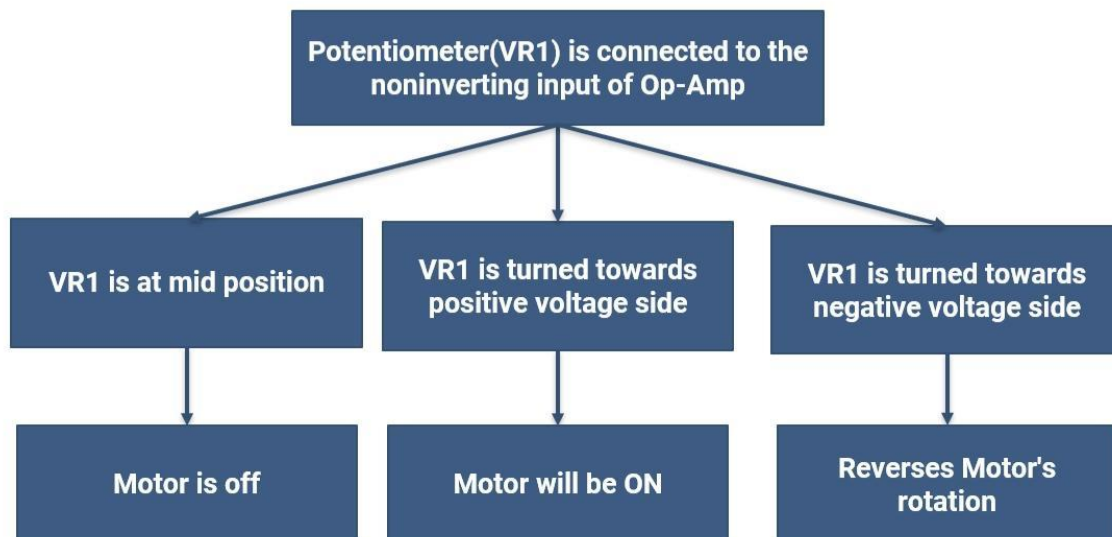 Potentiometer(VR1) is connected to the
noninverting input of Op-Amp
VR1 is at mid position
VR1 is turned towards
positive voltage side
VR1 is turned towards
negative voltage side
Motor is off
Motor will be ON
Reverses Motor's
rotation